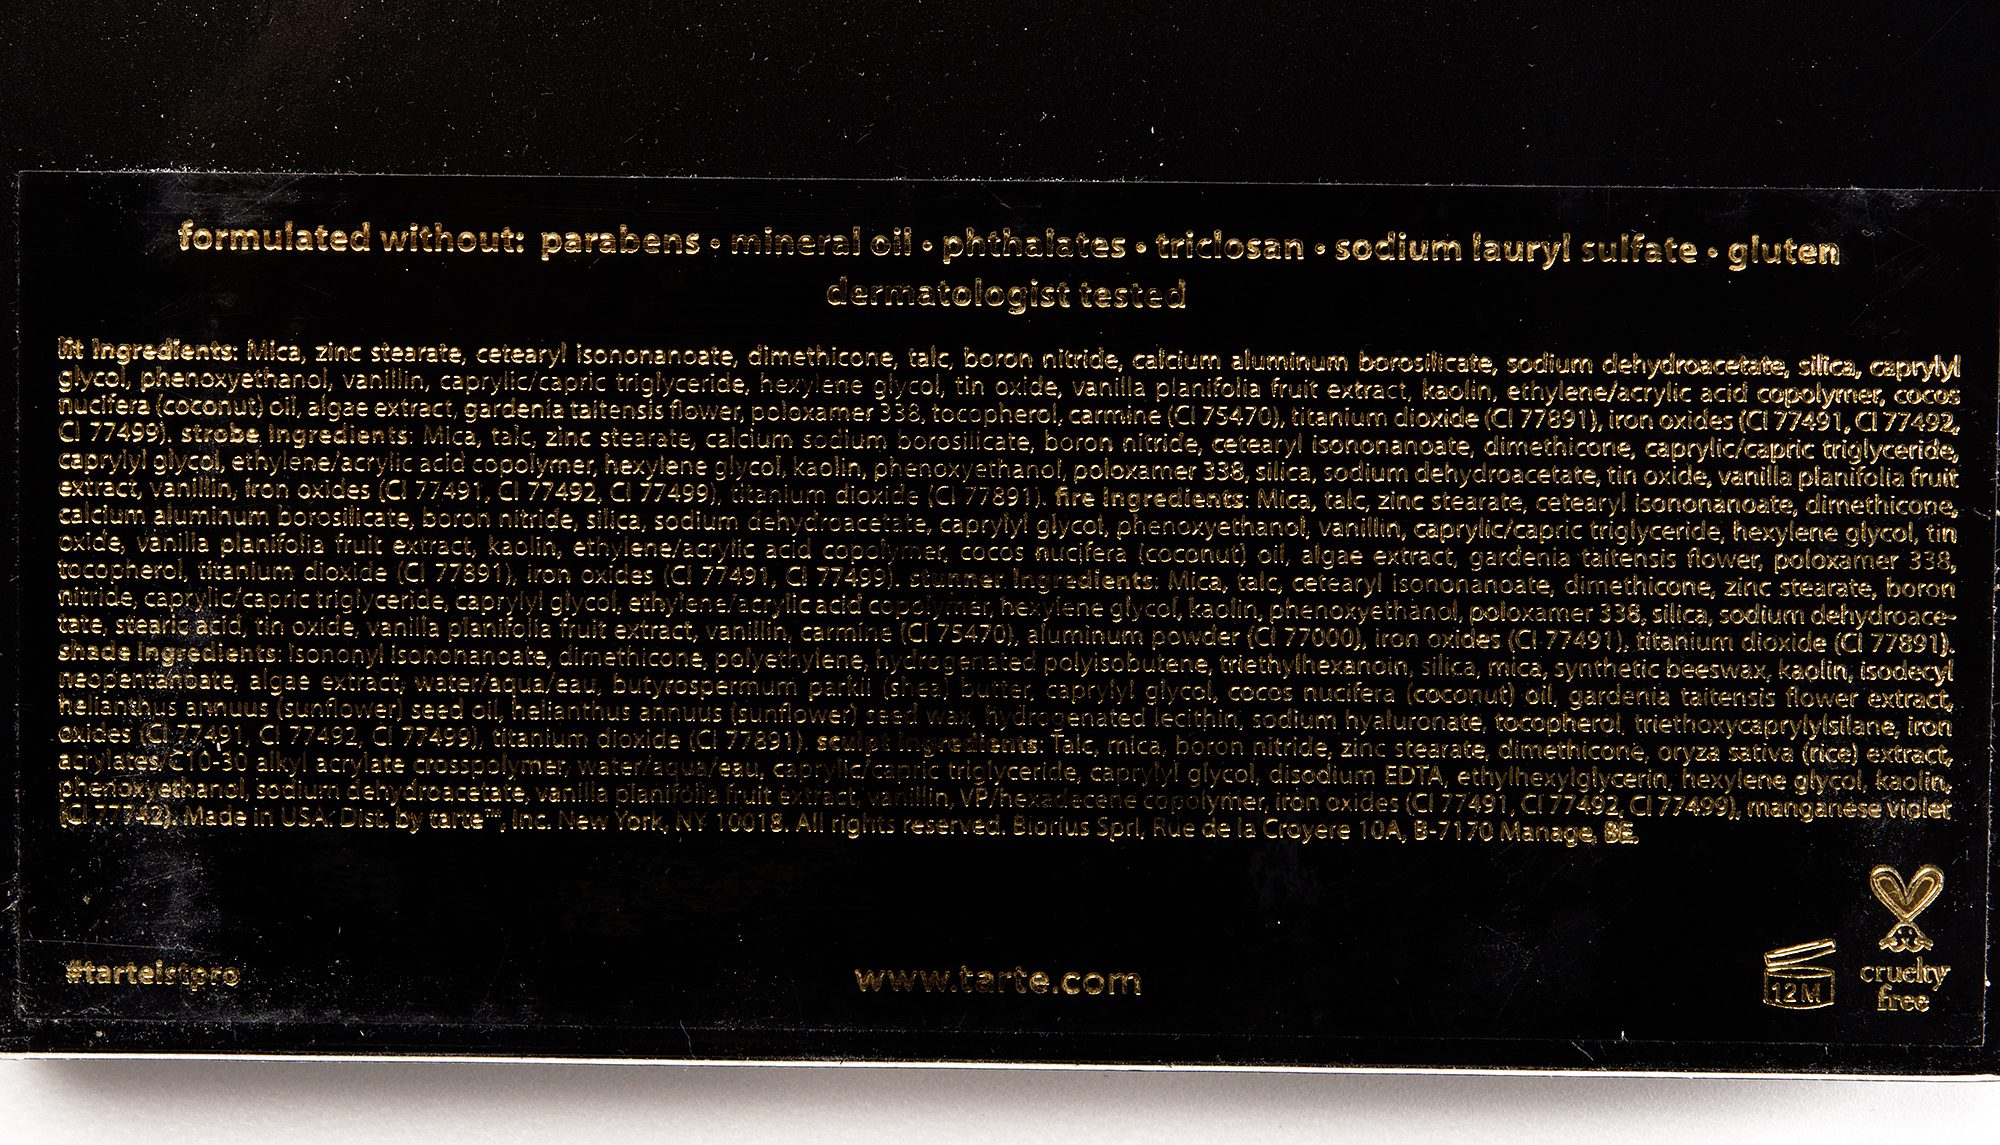 formulated without: parabens • mineral oil • phthalates • triclosan • sodium lauryl sulfate • gluten
dermatologist tested
lit ingredients: Mica, zinc stearate, cetearyl isononanoate, dimethicone, talc, boron nitride, calcium aluminum borosilicate, sodium dehydroacetate, silica, caprylyl
glycol, phenoxyethanol, vanillin, caprylic/capric triglyceride, hexylene glycol, tin oxide, vanilla planifolia fruit extract, kaolin, ethylene/acrylic acid copolymer, cocos
nucifera (coconut) oil, algae extract, gardenia taitensis flower, poloxamer 338, tocopherol, carmine (CI 75470), titanium dioxide (CI 77891), iron oxides (CI 77491, CI 77492,
CI 77499). strobe ingredients: Mica, talc, zinc stearate, calcium sodium borosilicate, boron nitride, cetearyl isononanoate, dimethicone, caprylic/capric triglyceride,
caprylyl glycol, ethylene/acrylic acid copolymer, hexylene glycol, kaolin, phenoxyethanol, poloxamer 338, silica, sodium dehydroacetate, tin oxide, vanilla planifolia fruit
extract, vanillin, iron oxides (CI 77491, CI 77492, CI 77499), titanium dioxide (CI 77891). fire ingredients: Mica, talc, zinc stearate, cetearyl isononanoate, dimethicone,
calcium aluminum borosilicate, boron nitride, silica, sodium dehydroacetate, caprylyl glycol, phenoxyethanol, vanillin, caprylic/capric triglyceride, hexylene glycol, tin
oxide, vanilla planifolia fruit extract, kaolin, ethylene/acrylic acid copolymer, cocos nucifera (coconut) oil, algae extract, gardenia taitensis flower, poloxamer 338,
tocopherol, titanium dioxide (CI 77891), iron oxides (CI 77491, CI 77499). stunner ingredients: Mica, talc, cetearyl isononanoate, dimethicone, zinc stearate, boron
nitride, caprylic/capric triglyceride, caprylyl glycol, ethylene/acrylic acid copolymer, hexylene glycol, kaolin, phenoxyethanol, poloxamer 338, silica, sodium dehydroace-
tate, stearic acid, tin oxide, vanilla planifolia fruit extract, vanillin, carmine (CI 75470), aluminum powder (CI 77000), iron oxides (CI 77491), titanium dioxide (CI 77891).
shade ingredients: Isononyl isononanoate, dimethicone, polyethylene, hydrogenated polyisobutene, triethylhexanoin, silica, mica, synthetic beeswax, kaolin, isodecyl
neopentanoate, algae extract, water/aqua/eau, butyrospermum parkii (shea) butter, caprylyl glycol, cocos nucifera (coconut) oil, gardenia taitensis flower extract,
helianthus annuus (sunflower) seed oil, helianthus annuus (sunflower) seed wax, hydrogenated lecithin, sodium hyaluronate, tocopherol, triethoxycaprylylsilane, iron
oxides (CI 77491, CI 77492, CI 77499), titanium dioxide (CI 77891). sculpt ingredients: Talc, mica, boron nitride, zinc stearate, dimethicone, oryza sativa (rice) extract,
acrylates/C10-30 alkyl acrylate crosspolymer, water/aqua/eau, caprylic/capric triglyceride, caprylyl glycol, disodium EDTA, ethylhexylglycerin, hexylene glycol, kaolin,
phenoxyethanol, sodium dehydroacetate, vanilla planifolia fruit extract, vanillin, VP/hexadecene copolymer, iron oxides (CI 77491, CI 77492, CI 77499), manganese violet
(CI 77742). Made in USA. Dist. by tarte™, Inc. New York, NY 10018. All rights reserved. Biorius Sprl, Rue de la Croyere 10A, B-7170 Manage, BE.
#tarteistpro
www.tarte.com
12M
cruelty
free